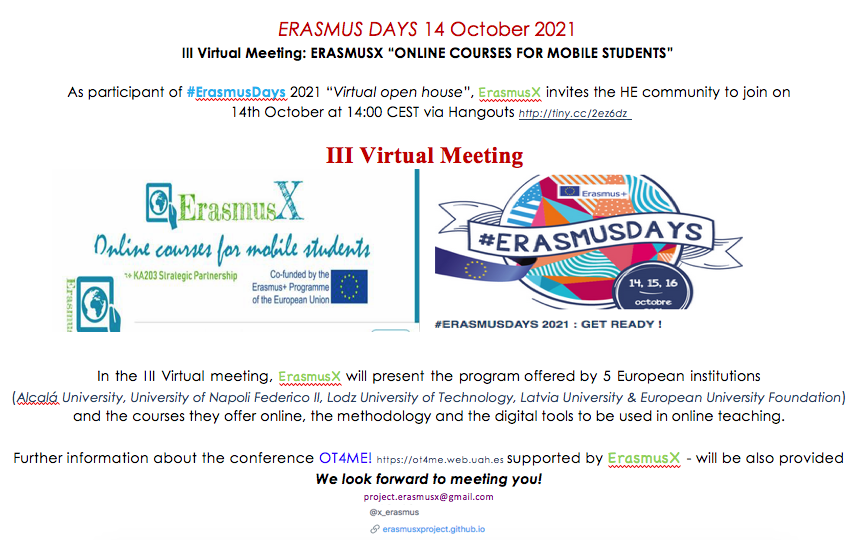 ERASMUS DAYS 14 October 2021
III Virtual Meeting: ERASMUSX “ONLINE COURSES FOR MOBILE STUDENTS”
As participant of #ErasmusDays 2021 “Virtual open house”, ErasmusX invites the HE community to join on
14th October at 14:00 CEST via Hangouts http://tiny.cc/2ez6dz
III Virtual Meeting
ErasmusX
Online courses for mobile students
KA203 Strategic Partnership
Co-funded by the
Erasmus+ Programme
of the European Union
Erasmus+
#ERASMUSDAYS
14, 15, 16
octobre
#ERASMUSDAYS 2021 : GET READY !
In the III Virtual meeting, ErasmusX will present the program offered by 5 European institutions
(Alcalá University, University of Napoli Federico II, Lodz University of Technology, Latvia University & European University Foundation)
and the courses they offer online, the methodology and the digital tools to be used in online teaching.
Further information about the conference OT4ME! https://ot4me.web.uah.es supported by ErasmusX - will be also provided
We look forward to meeting you!
project.erasmusx@gmail.com
@x_erasmus
erasmusxproject.github.io